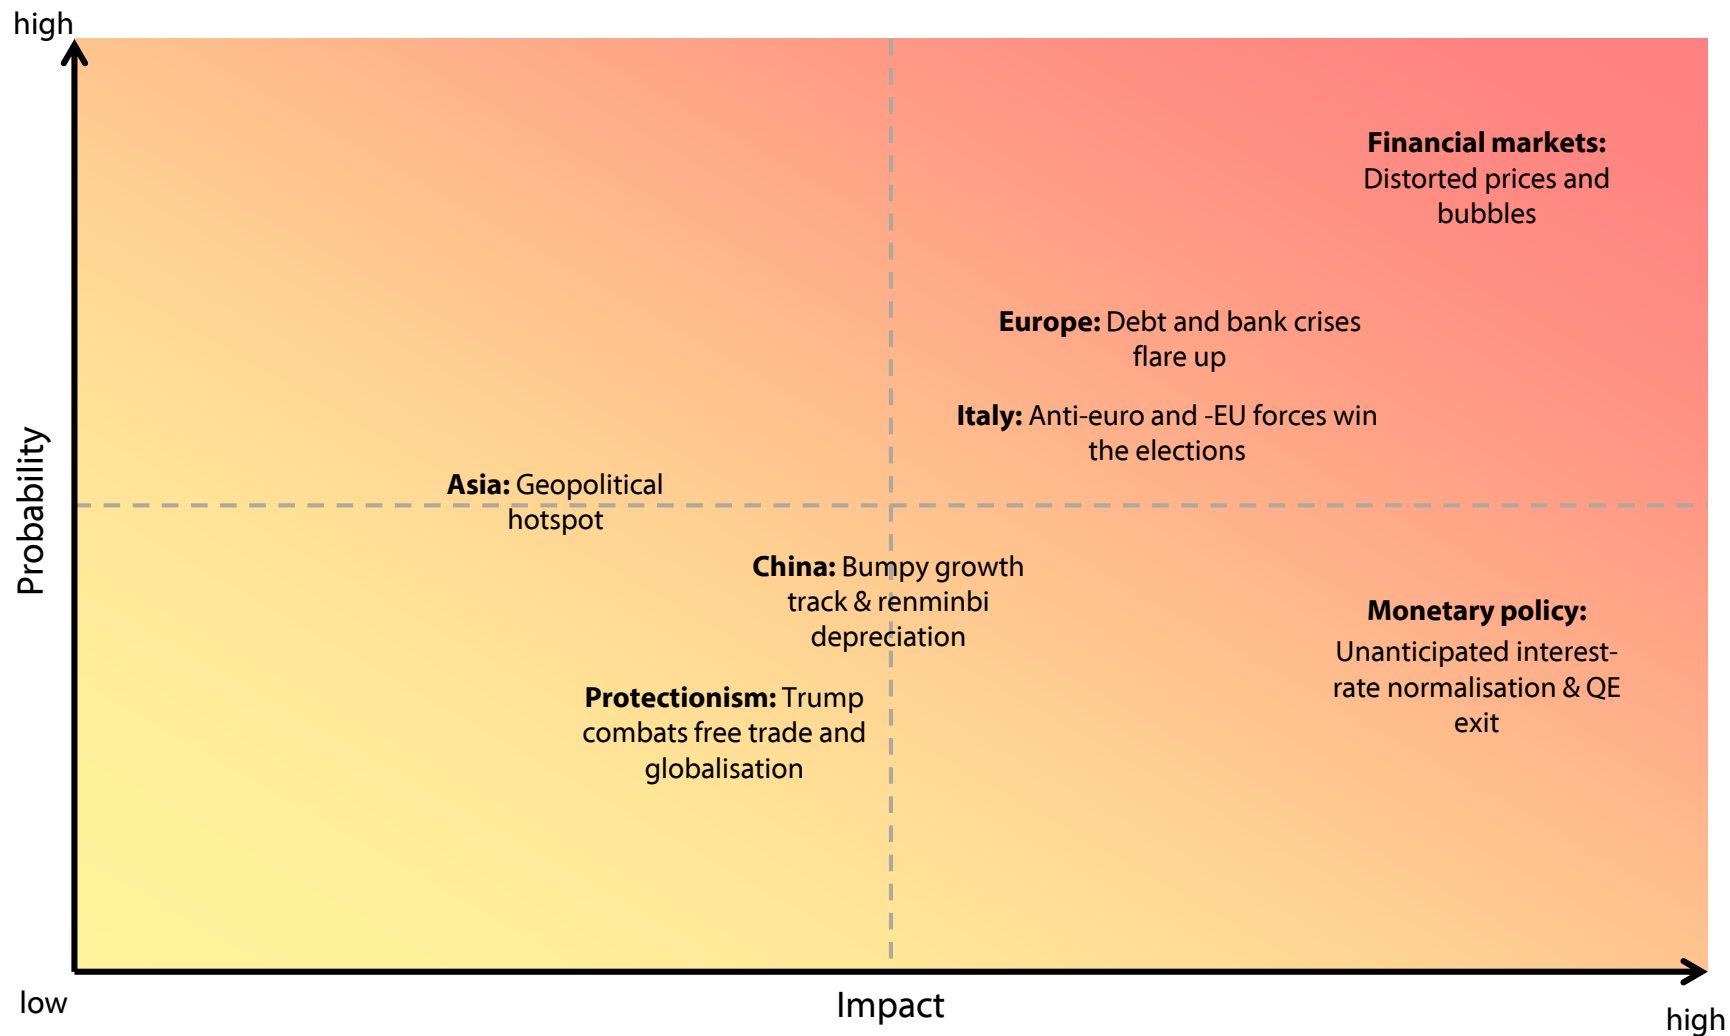 high
Financial markets:
Distorted prices and
bubbles
Europe: Debt and bank crises
flare up
Italy: Anti-euro and -EU forces win
the elections
Asia: Geopolitical
hotspot
China: Bumpy growth
track & renminbi
depreciation
Monetary policy:
Unanticipated interest-
rate normalisation & QE
exit
Protectionism: Trump
combats free trade and
globalisation
Probability
low
Impact
high